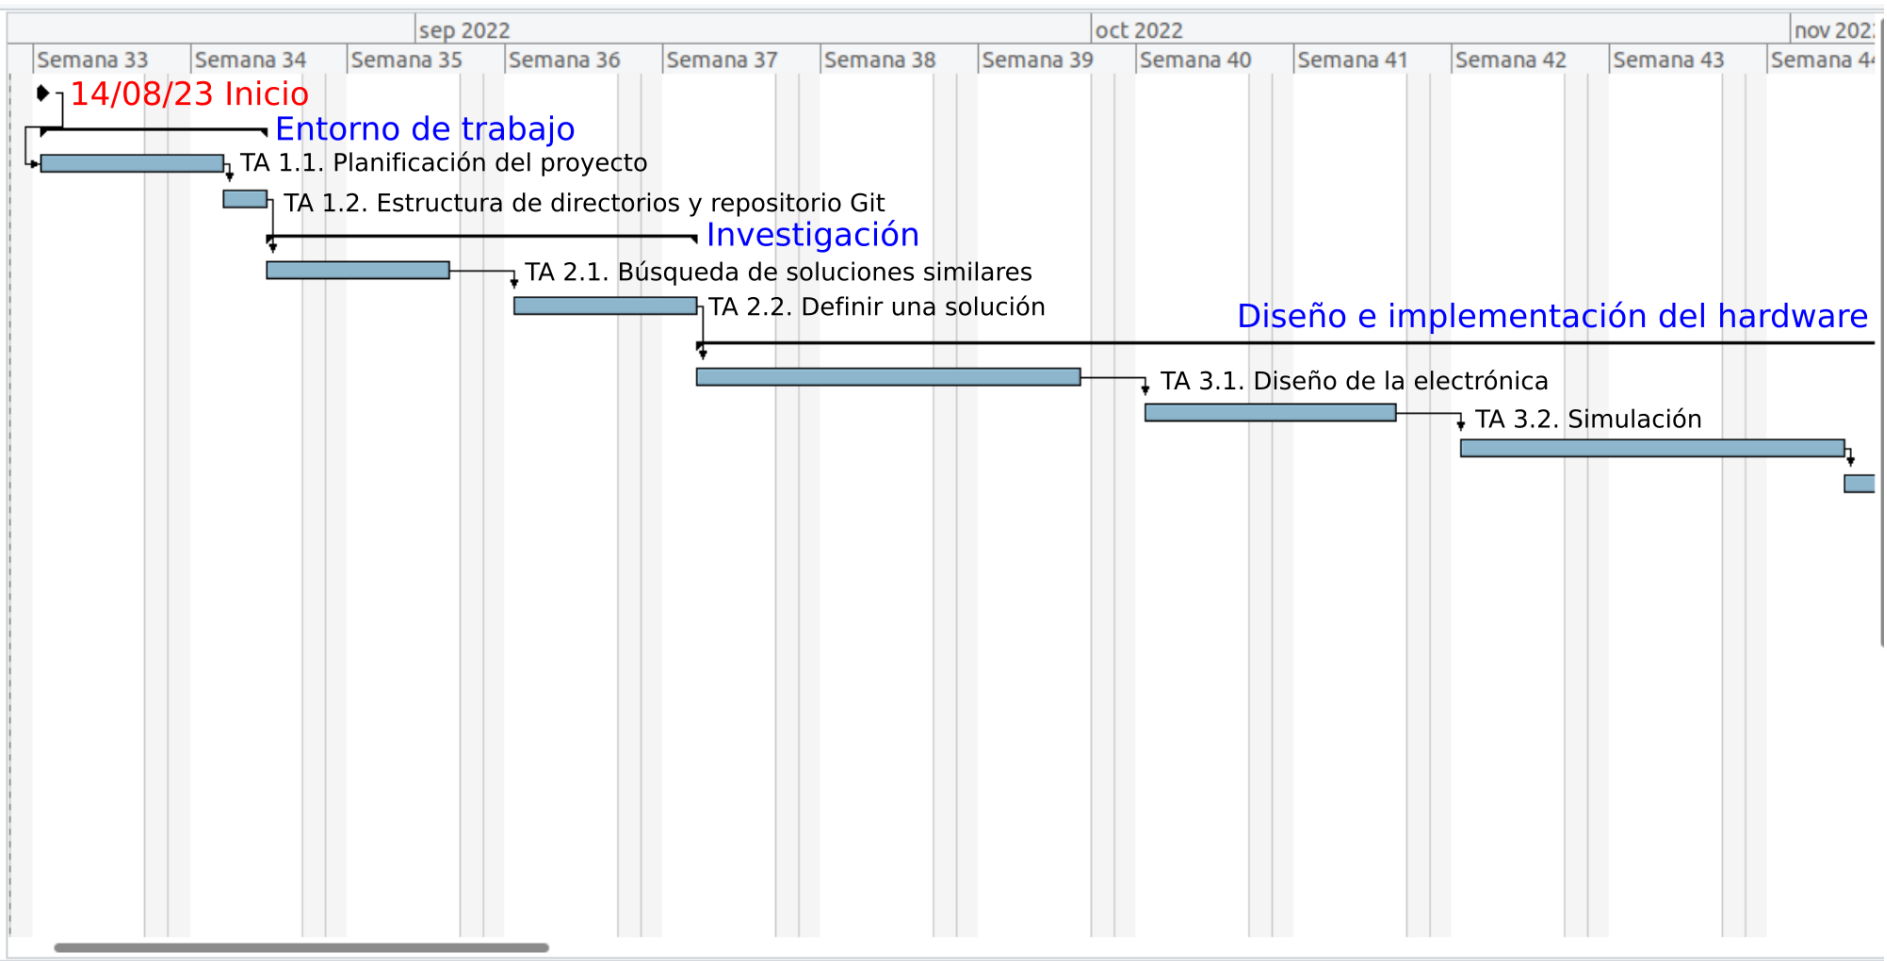 sep 2022 oct 2022 nov 202
Semana 33 Semana 34 Semana 35 Semana 36 Semana 37 Semana 38 Semana 39 Semana 40 Semana 41 Semana 42 Semana 43 Semana 44
14/08/23 Inicio
Entorno de trabajo
TA 1.1. Planificación del proyecto
TA 1.2. Estructura de directorios y repositorio Git
Investigación
TA 2.1. Búsqueda de soluciones similares
TA 2.2. Definir una solución
Diseño e implementación del hardware
TA 3.1. Diseño de la electrónica
TA 3.2. Simulación